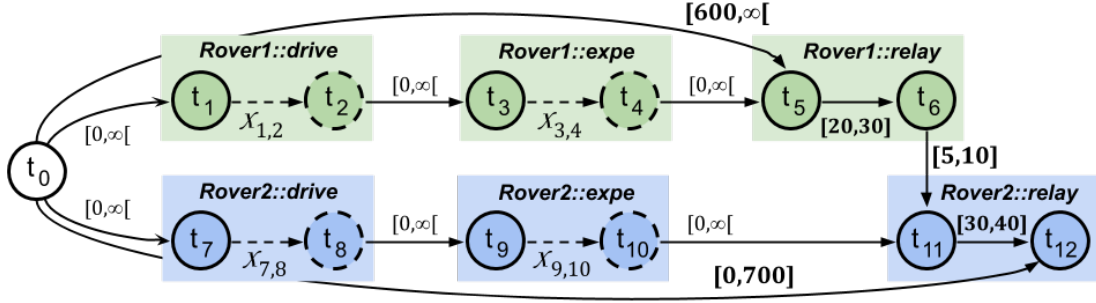 [600,∞[
Rover1::drive Rover1::expe Rover1::relay
t₁ t₂ [0,∞[ t₃ t₄ [0,∞[ t₅ t₆
[0,∞[ X₁,₂ X₃,₄ [20,30]
t₀ [5,10]
Rover2::drive Rover2::expe Rover2::relay
[0,∞[ t₇ t₈ [0,∞[ t₉ t₁₀ [0,∞[ t₁₁ [30,40] t₁₂
X₇,₈ X₉,₁₀
[0,700]